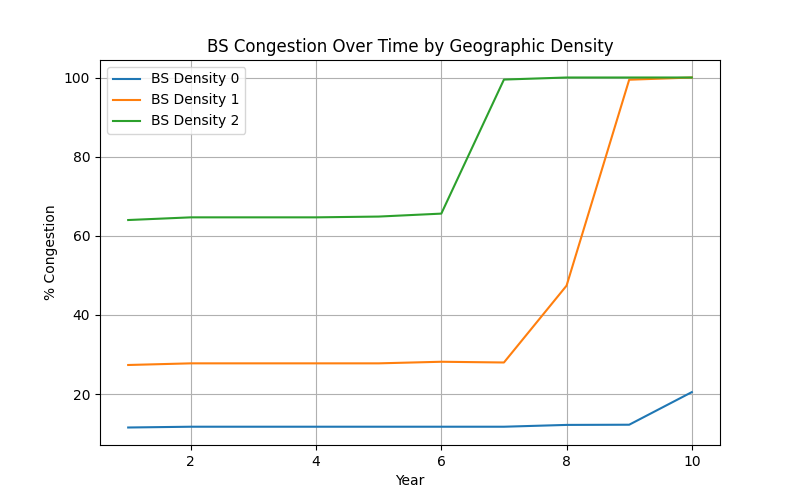 BS Congestion Over Time by Geographic Density
BS Density 0
BS Density 1
BS Density 2
% Congestion
100
80
60
40
20
2 4 6 8 10
Year